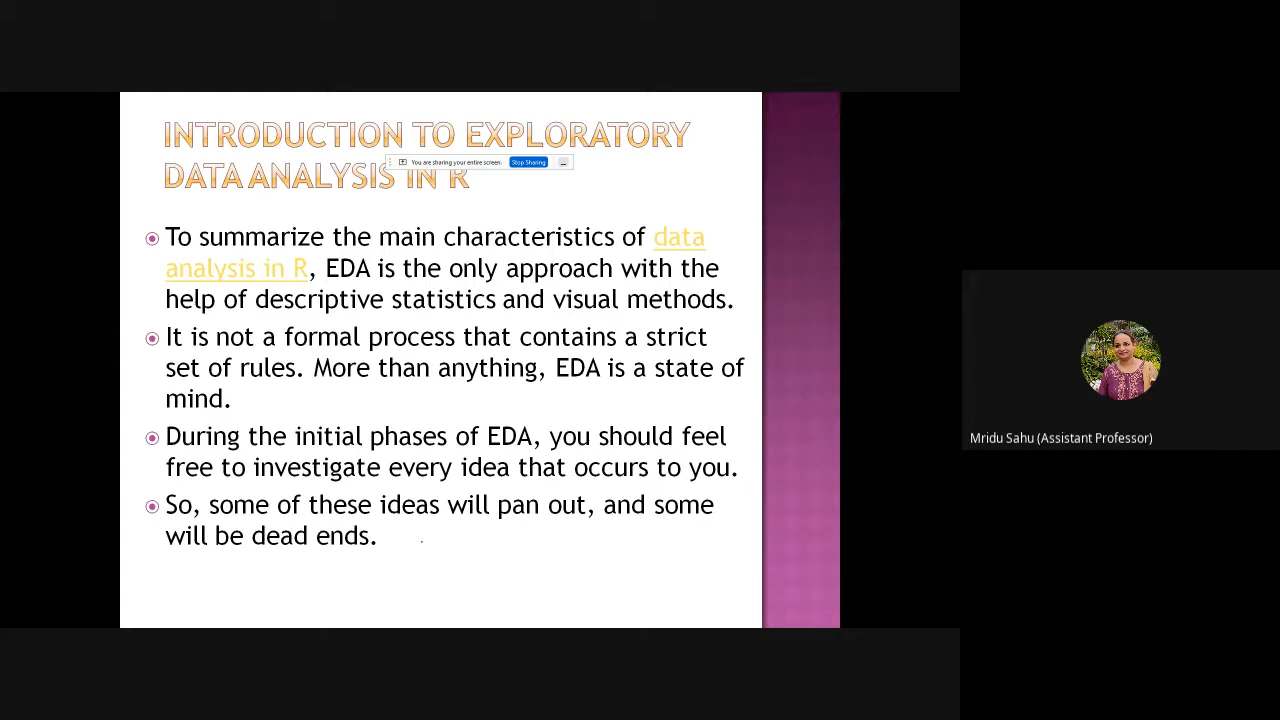 INTRODUCTION TO EXPLORATORY
You are sharing your entire screen. Stop Sharing
DATA ANALYSIS IN R
To summarize the main characteristics of data
analysis in R, EDA is the only approach with the
help of descriptive statistics and visual methods.
It is not a formal process that contains a strict
set of rules. More than anything, EDA is a state of
mind.
During the initial phases of EDA, you should feel
free to investigate every idea that occurs to you.
So, some of these ideas will pan out, and some
will be dead ends.
Mridu Sahu (Assistant Professor)